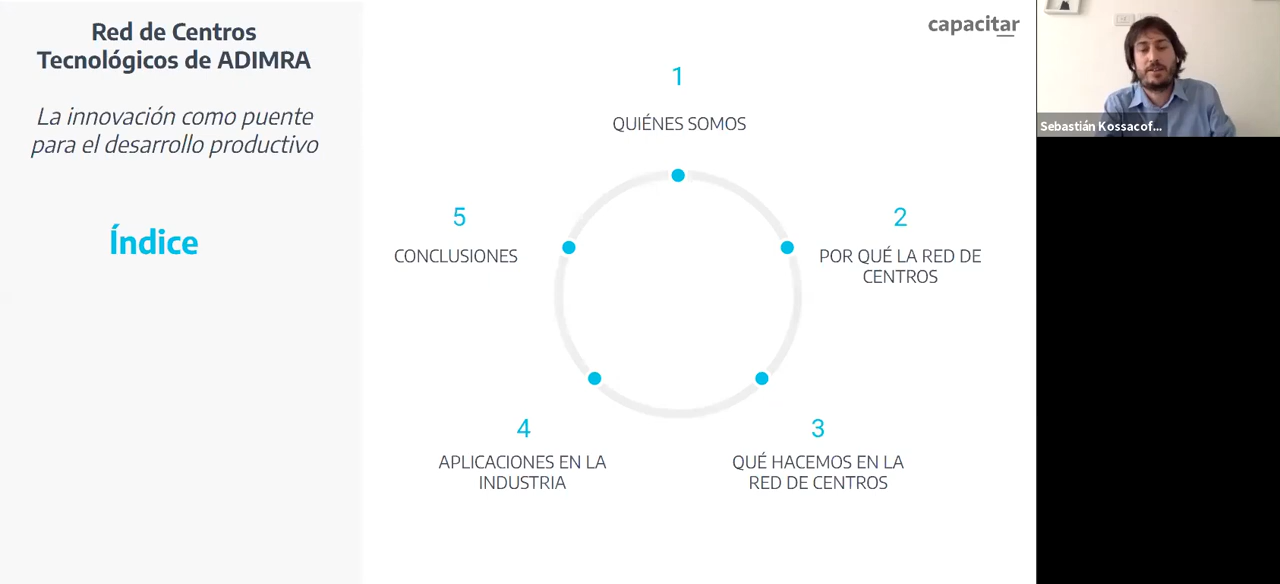 Red de Centros
Tecnológicos de ADIMRA
La innovación como puente
para el desarrollo productivo
Índice
capacitar
1
QUIÉNES SOMOS
2
POR QUÉ LA RED DE
CENTROS
3
QUÉ HACEMOS EN LA
RED DE CENTROS
4
APLICACIONES EN LA
INDUSTRIA
5
CONCLUSIONES
Sebastián Kossacof...